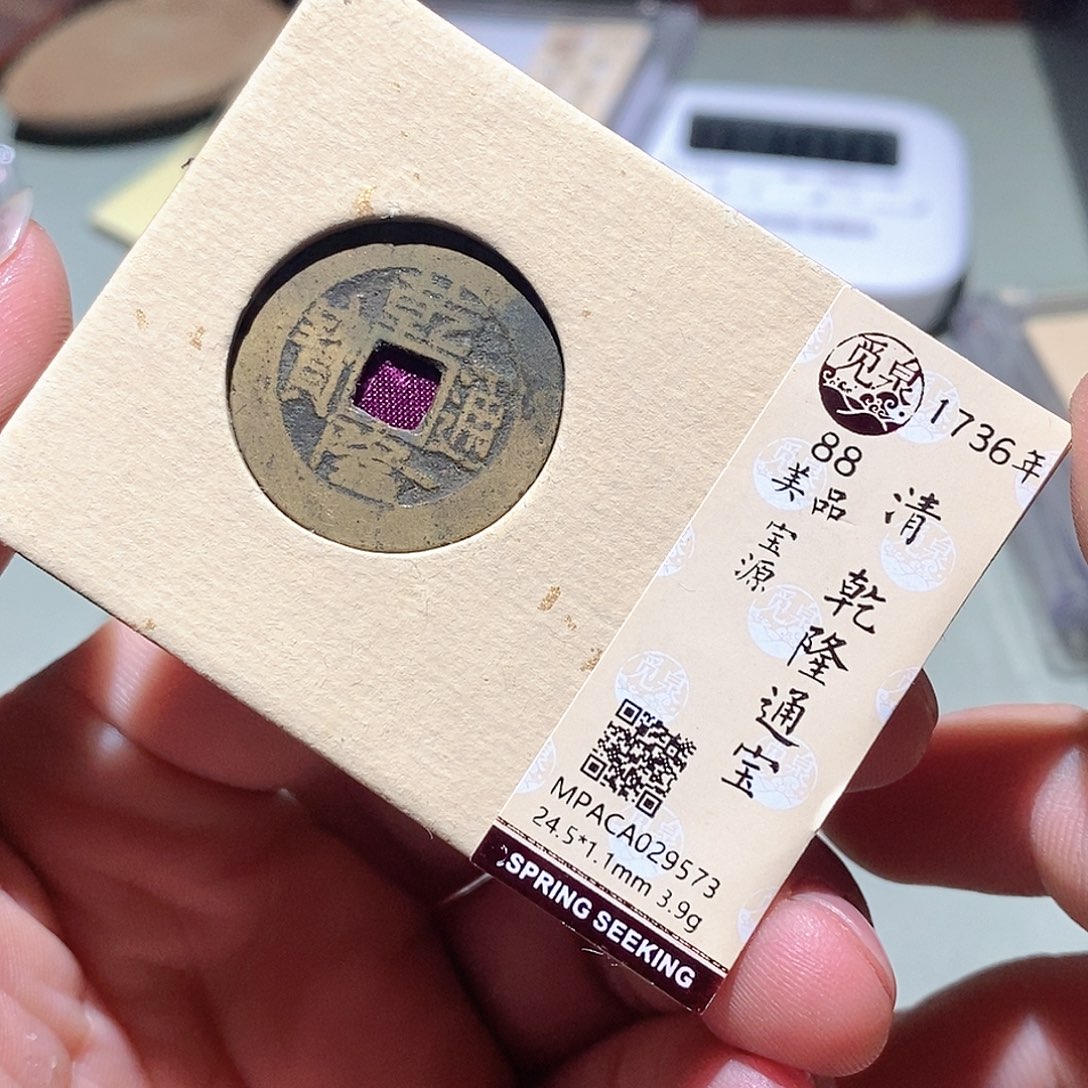 乾隆通寳
觅泉
1736年
88
美品
宝源
清
乾隆通宝
MPACA029573
24.5*1.1mm 3.9g
SPRING SEEKING